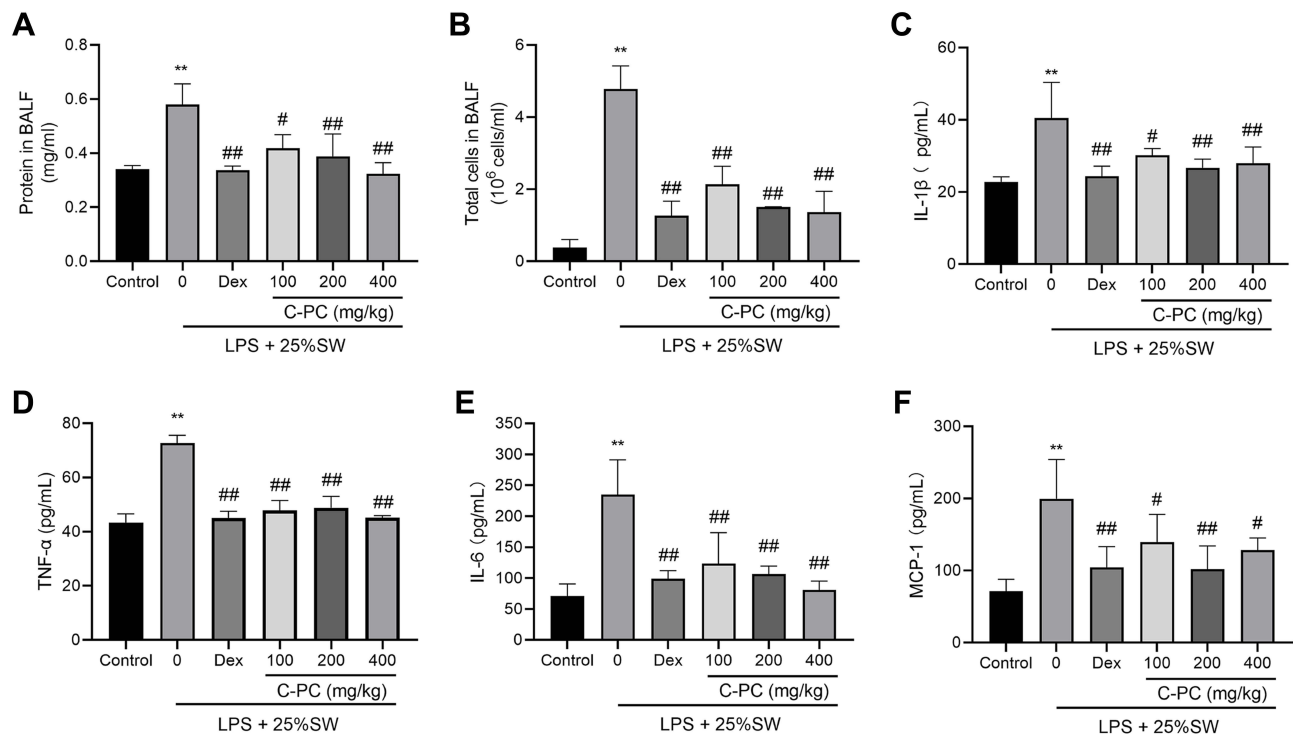 A
Protein in BALF
(mg/ml)
0.8
0.6
0.4
0.2
0.0
**
##
#
##
##
Control 0 Dex 100 200 400
C-PC (mg/kg)
LPS + 25%SW
B
Total cells in BALF
(10⁶ cells/ml)
6
4
2
0
**
##
##
##
##
Control 0 Dex 100 200 400
C-PC (mg/kg)
LPS + 25%SW
C
IL-1β ( pg/mL)
60
40
20
0
**
##
#
##
##
Control 0 Dex 100 200 400
C-PC (mg/kg)
LPS + 25%SW
D
TNF-α (pg/mL)
80
60
40
20
0
**
##
##
##
##
Control 0 Dex 100 200 400
C-PC (mg/kg)
LPS + 25%SW
E
IL-6 (pg/mL)
350
300
250
200
150
100
50
0
**
##
##
##
##
Control 0 Dex 100 200 400
C-PC (mg/kg)
LPS + 25%SW
F
MCP-1 (pg/mL)
300
200
100
0
**
##
#
##
#
Control 0 Dex 100 200 400
C-PC (mg/kg)
LPS + 25%SW